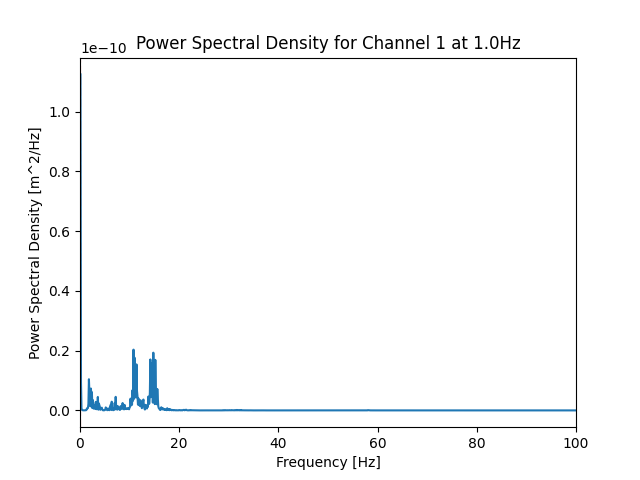 1e−10
Power Spectral Density for Channel 1 at 1.0Hz
Power Spectral Density [m^2/Hz]
1.0
0.8
0.6
0.4
0.2
0.0
0 20 40 60 80 100
Frequency [Hz]